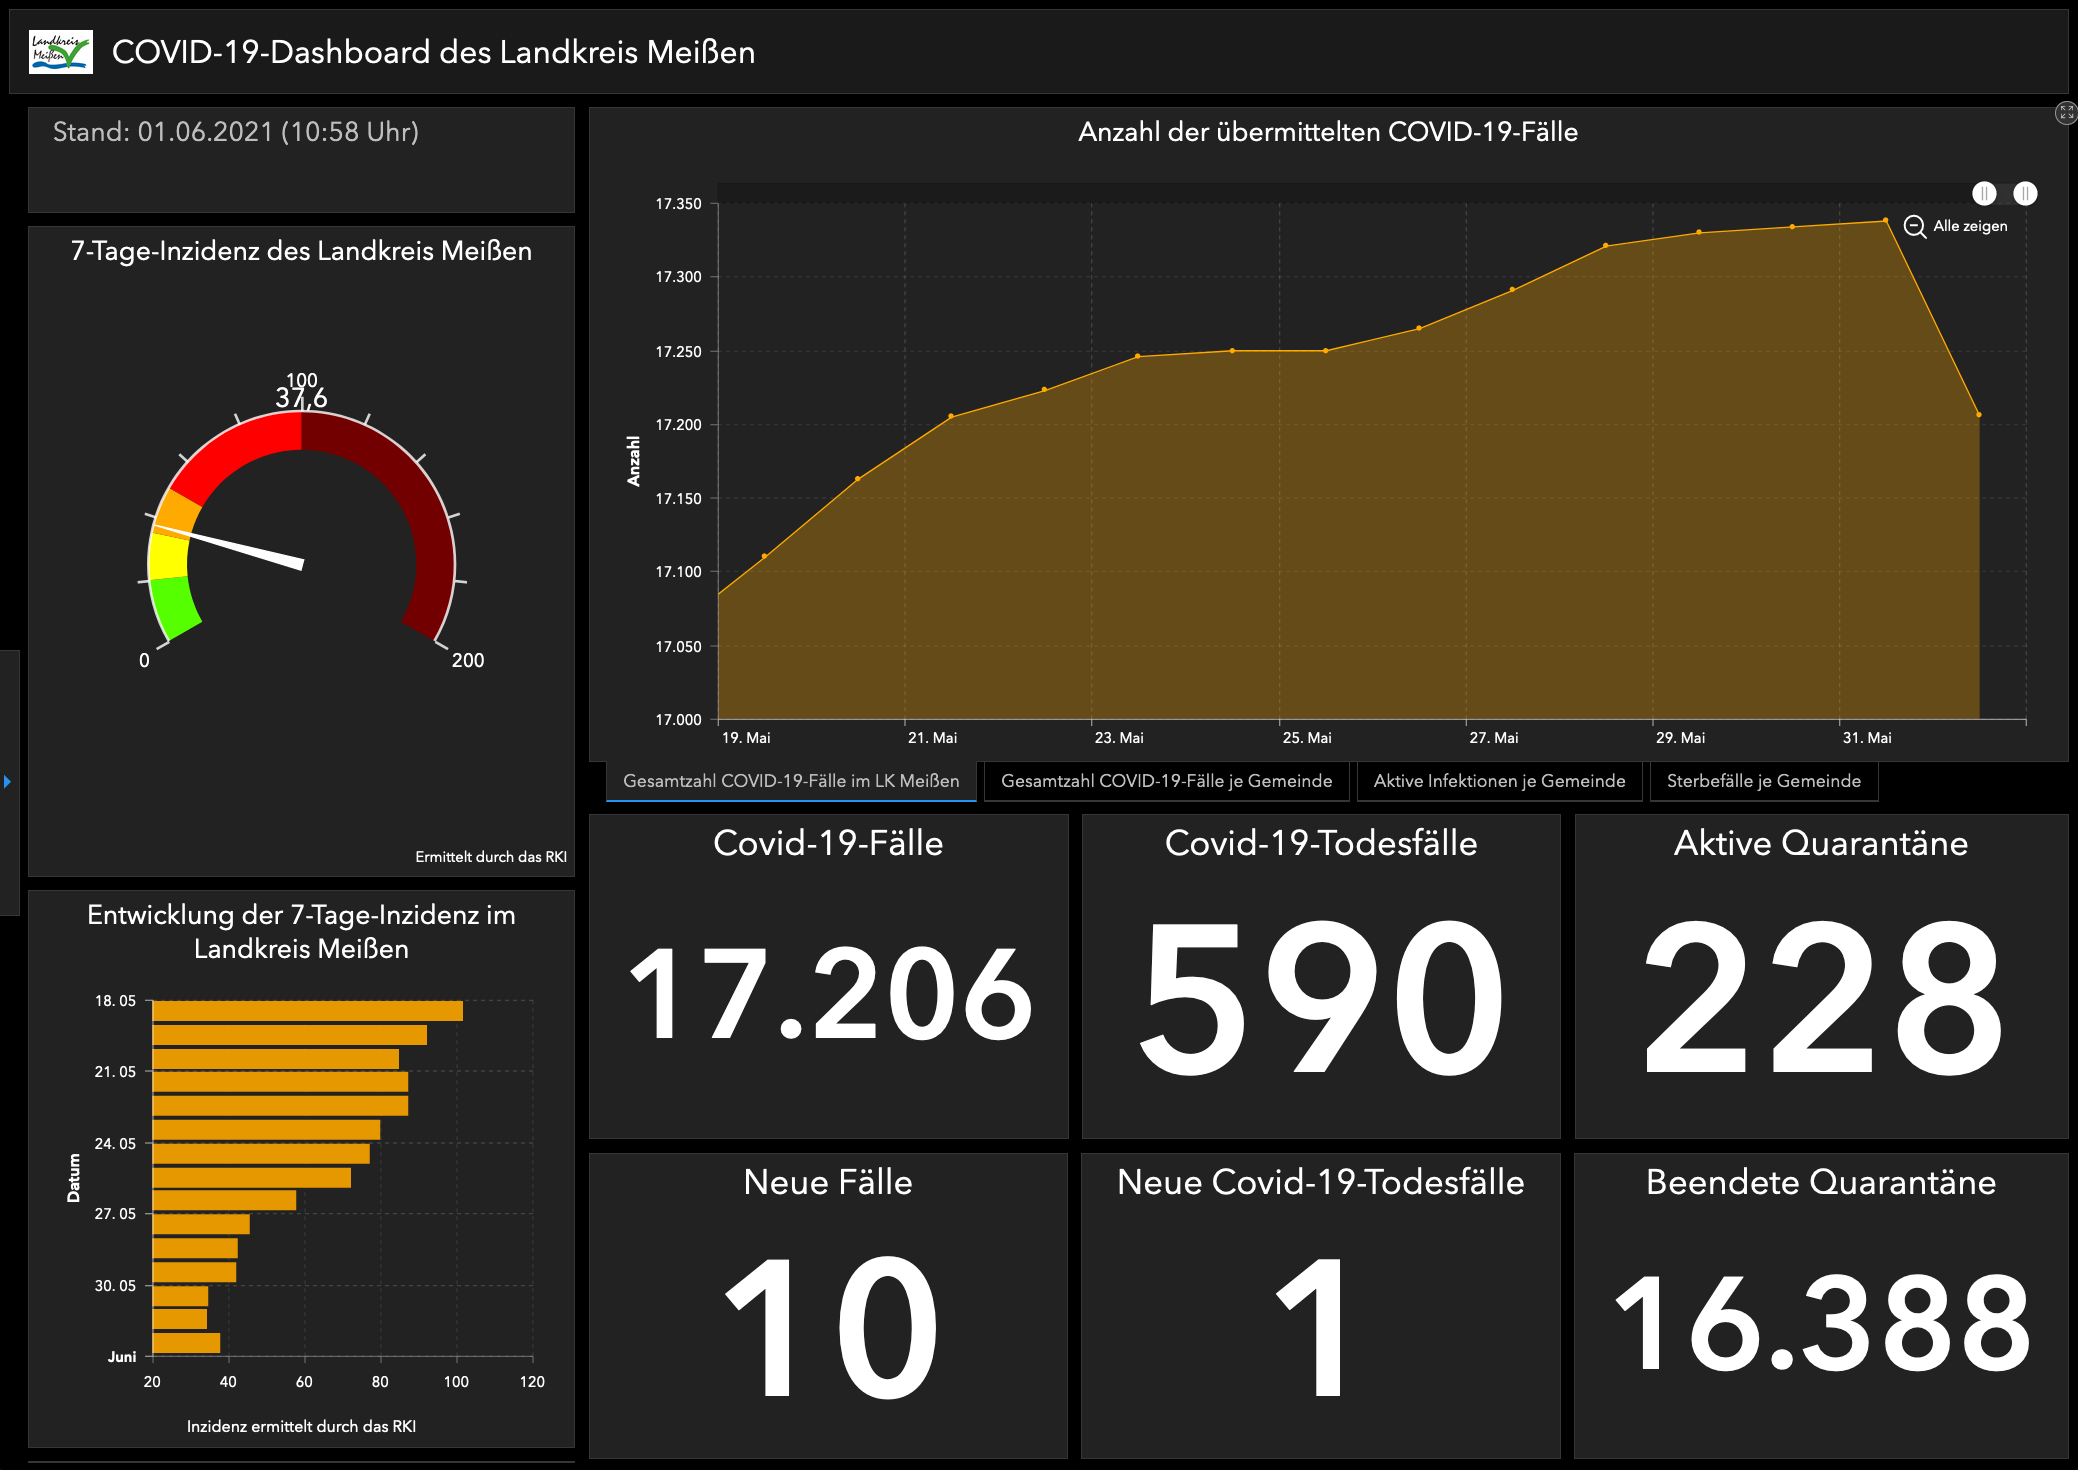 Landkreis
Meißen
COVID-19-Dashboard des Landkreis Meißen
Stand: 01.06.2021 (10:58 Uhr)
7-Tage-Inzidenz des Landkreis Meißen
100
37,6
0
200
Ermittelt durch das RKI
Entwicklung der 7-Tage-Inzidenz im
Landkreis Meißen
Datum
18. 05
21. 05
24. 05
27. 05
30. 05
Juni
20 40 60 80 100 120
Inzidenz ermittelt durch das RKI
Anzahl der übermittelten COVID-19-Fälle
Alle zeigen
Anzahl
17.350
17.300
17.250
17.200
17.150
17.100
17.050
17.000
19. Mai 21. Mai 23. Mai 25. Mai 27. Mai 29. Mai 31. Mai
Gesamtzahl COVID-19-Fälle im LK Meißen Gesamtzahl COVID-19-Fälle je Gemeinde Aktive Infektionen je Gemeinde Sterbefälle je Gemeinde
Covid-19-Fälle
17.206
Covid-19-Todesfälle
590
Aktive Quarantäne
228
Neue Fälle
10
Neue Covid-19-Todesfälle
1
Beendete Quarantäne
16.388